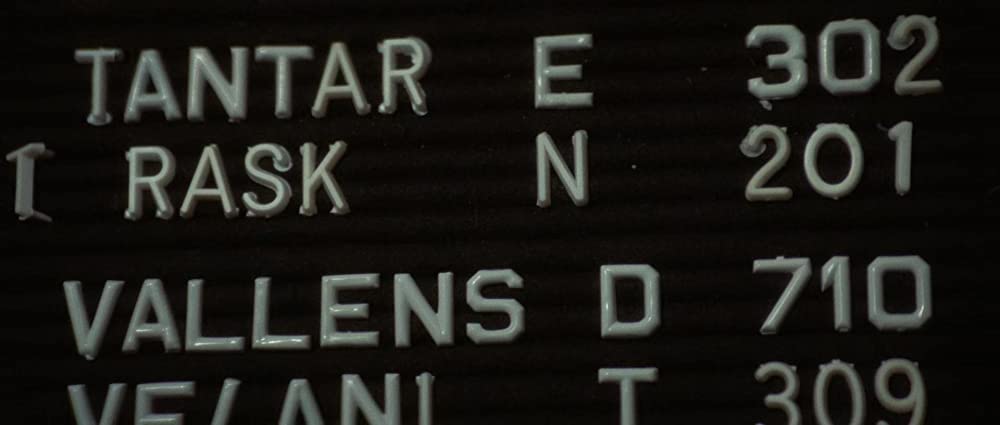 TANTAR E 302
RASK N 201
VALLENS D 710
T 309